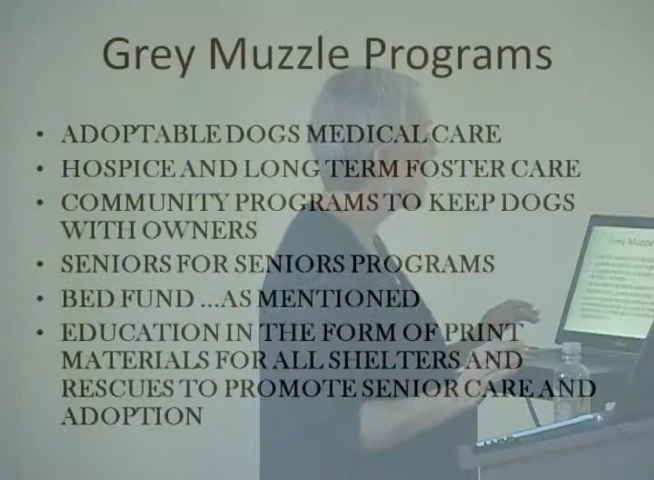 Grey Muzzle Programs
• ADOPTABLE DOGS MEDICAL CARE
• HOSPICE AND LONG TERM FOSTER CARE
• COMMUNITY PROGRAMS TO KEEP DOGS
WITH OWNERS
• SENIORS FOR SENIORS PROGRAMS
• BED FUND ...AS MENTIONED
• EDUCATION IN THE FORM OF PRINT
MATERIALS FOR ALL SHELTERS AND
RESCUES TO PROMOTE SENIOR CARE AND
ADOPTION
Grey Muzzle